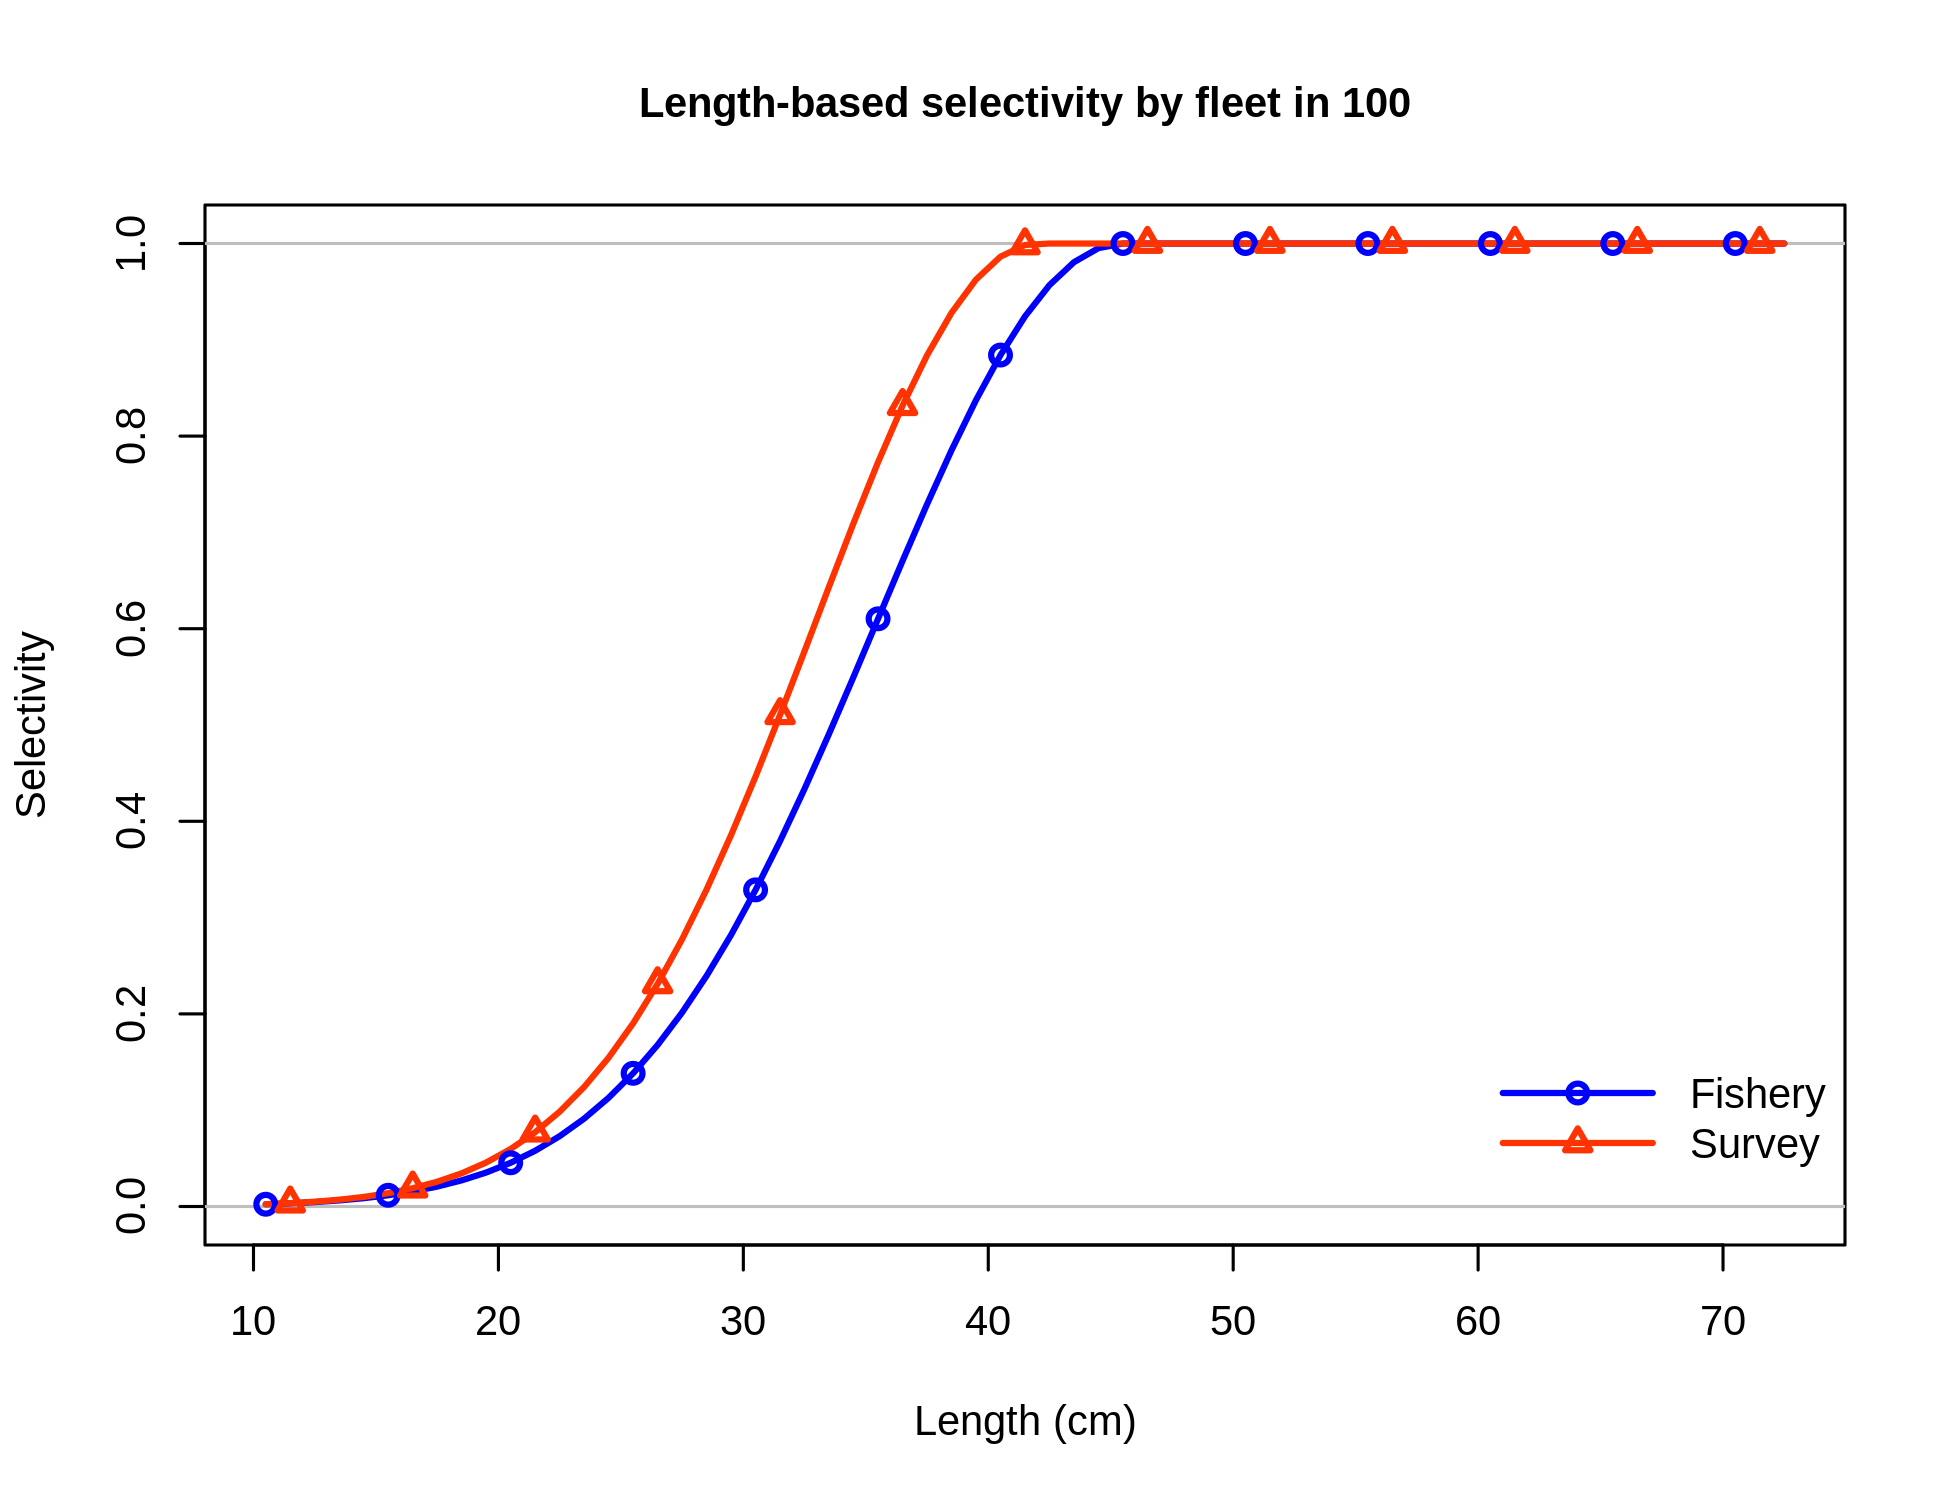 Length-based selectivity by fleet in 100
Selectivity
1.0
0.8
0.6
0.4
0.2
0.0
Fishery
Survey
10 20 30 40 50 60 70
Length (cm)